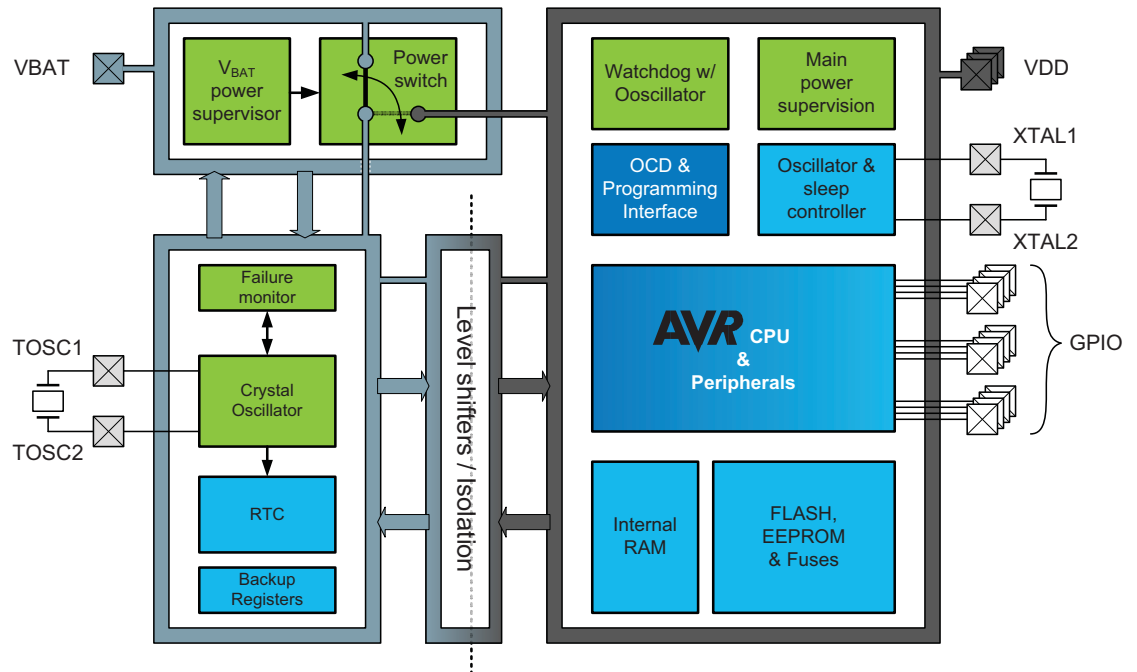 VBAT
VBAT
power
supervisor
Power
switch
Watchdog w/
Ooscillator
Main
power
supervision
VDD
OCD &
Programming
Interface
Oscillator &
sleep
controller
XTAL1
XTAL2
Failure
monitor
TOSC1
TOSC2
Crystal
Oscillator
RTC
Backup
Registers
Level shifters / Isolation
AVR CPU
&
Peripherals
GPIO
Internal
RAM
FLASH,
EEPROM
& Fuses